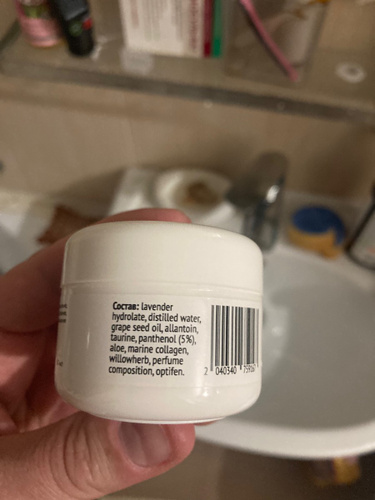 Состав: lavender
hydrolate, distilled water,
grape seed oil, allantoin,
taurine, panthenol (5%),
aloe, marine collagen,
willowherb, perfume
composition, optifen.
2 040340